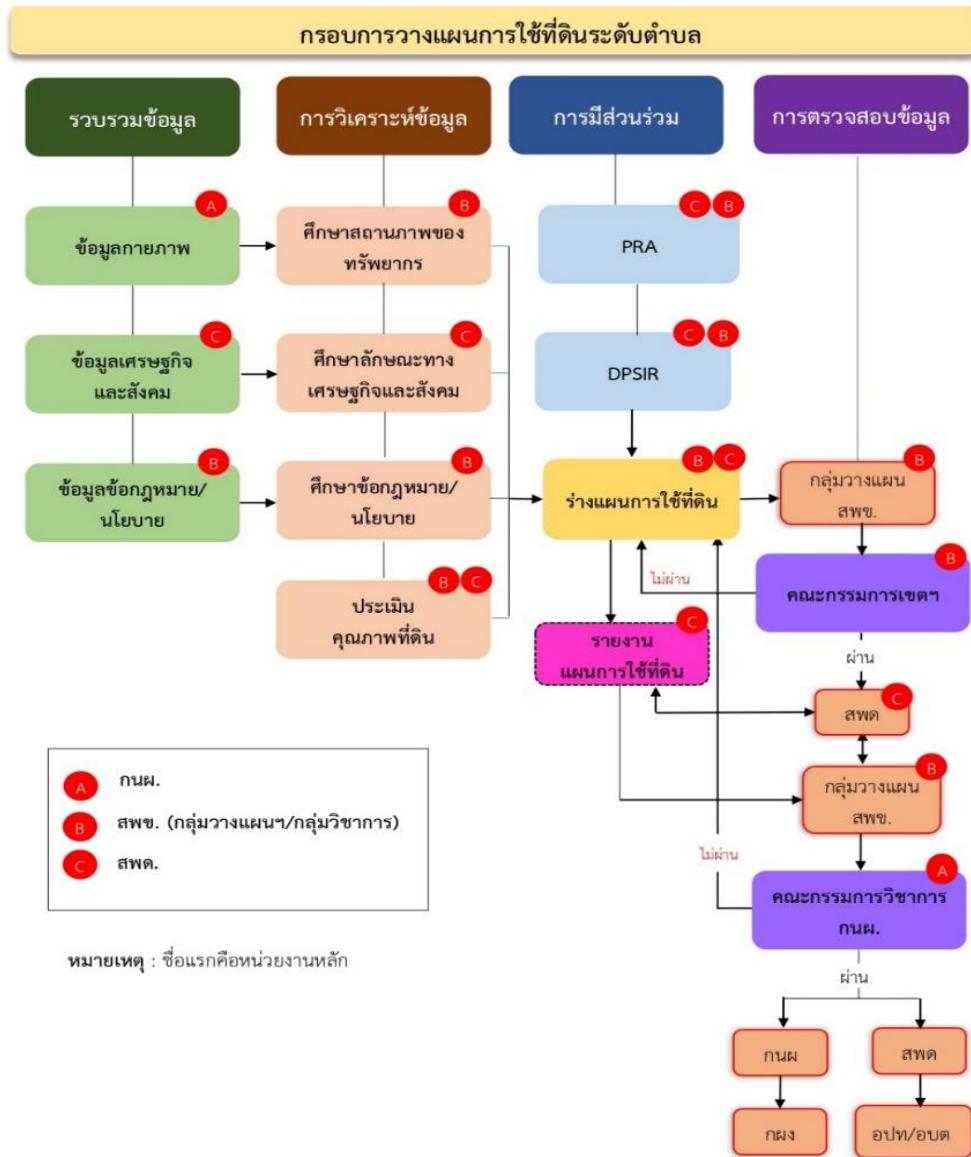 กรอบการวางแผนการใช้ที่ดินระดับตำบล
รวบรวมข้อมูล
การวิเคราะห์ข้อมูล
การมีส่วนร่วม
การตรวจสอบข้อมูล
A
ข้อมูลกายภาพ
B
ศึกษาสถานภาพของ
ทรัพยากร
C B
PRA
C
ข้อมูลเศรษฐกิจ
และสังคม
C
ศึกษาลักษณะทาง
เศรษฐกิจและสังคม
C B
DPSIR
B
ข้อมูลข้อกฎหมาย/
นโยบาย
B
ศึกษาข้อกฎหมาย/
นโยบาย
B C
ร่างแผนการใช้ที่ดิน
B
กลุ่มวางแผน
สพข.
B C
ประเมิน
คุณภาพที่ดิน
ไม่ผ่าน
B
คณะกรรมการเขตฯ
C
รายงาน
แผนการใช้ที่ดิน
ผ่าน
C
สพด
B
กลุ่มวางแผน
สพข.
ไม่ผ่าน
A
คณะกรรมการวิชาการ
กนผ.
ผ่าน
กนผ
สพด
กผง
อปท/อบต
A กนผ.
B สพข. (กลุ่มวางแผนฯ/กลุ่มวิชาการ)
C สพด.
หมายเหตุ : ชื่อแรกคือหน่วยงานหลัก